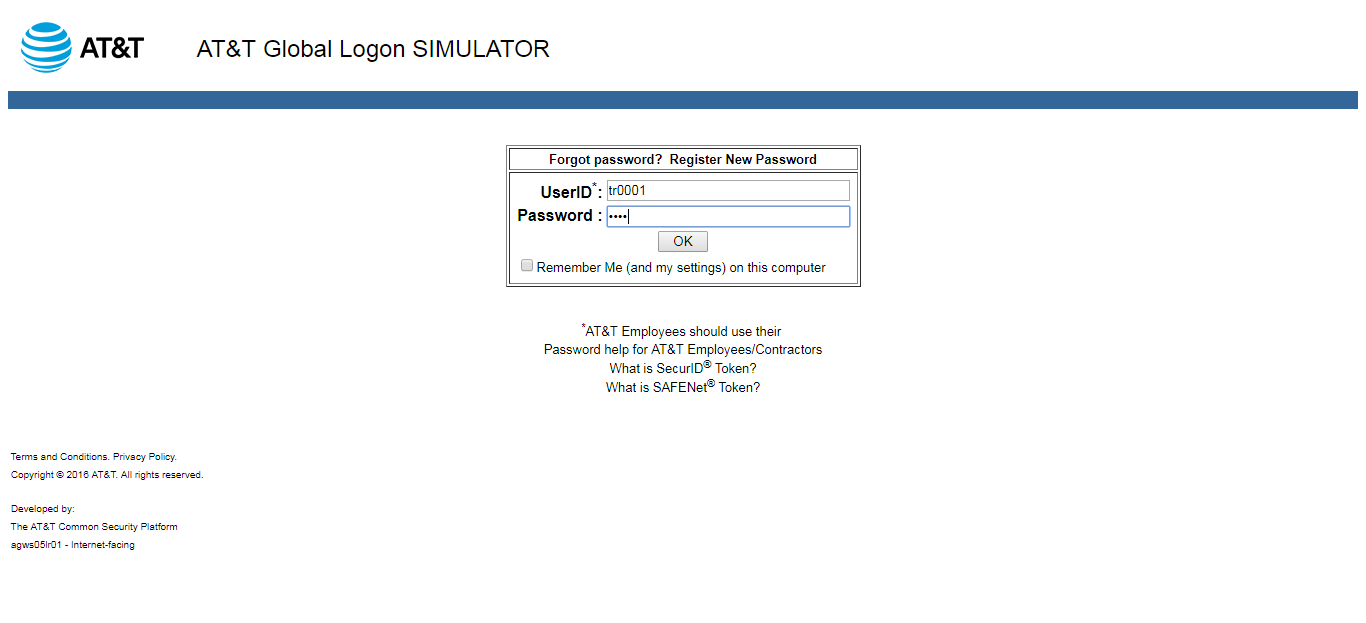 AT&T
AT&T Global Logon SIMULATOR
Forgot password? Register New Password
UserID*: tr0001
Password : ••••
OK
Remember Me (and my settings) on this computer
*AT&T Employees should use their
Password help for AT&T Employees/Contractors
What is SecurID® Token?
What is SAFENet® Token?
Terms and Conditions. Privacy Policy.
Copyright © 2016 AT&T. All rights reserved.
Developed by:
The AT&T Common Security Platform
agws05lr01 - Internet-facing